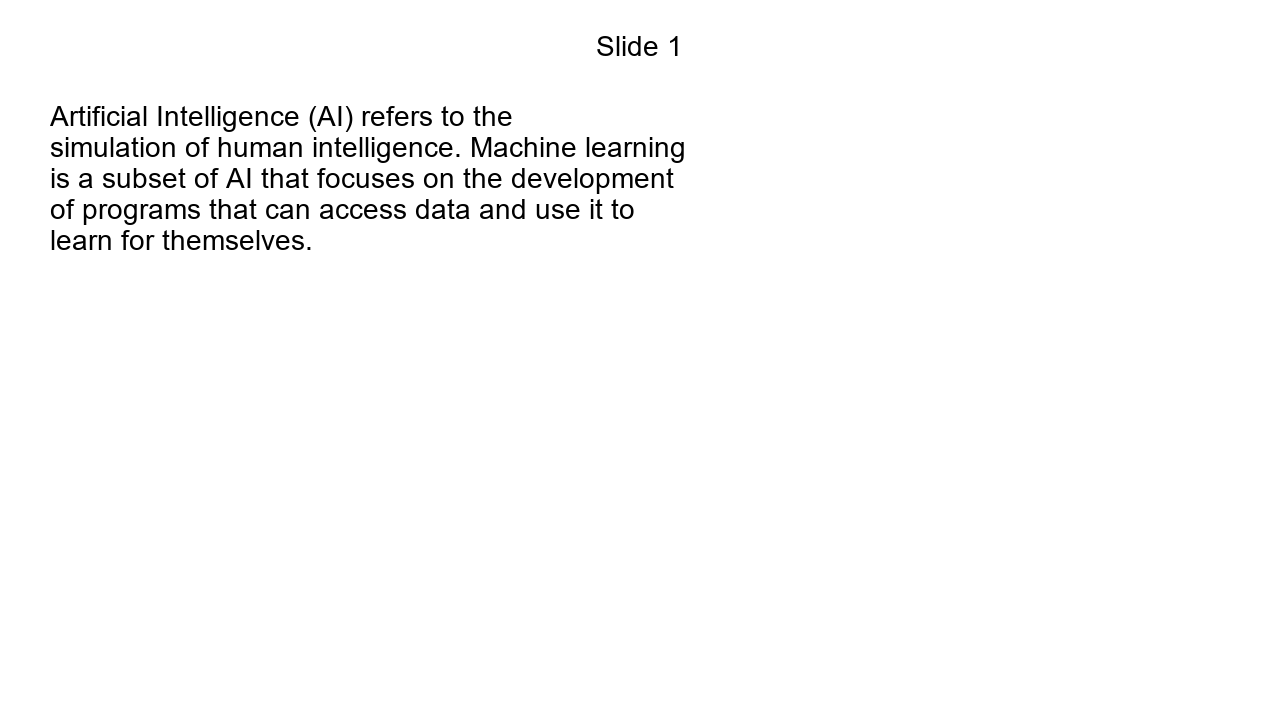 Slide 1
Artificial Intelligence (AI) refers to the
simulation of human intelligence. Machine learning
is a subset of AI that focuses on the development
of programs that can access data and use it to
learn for themselves.